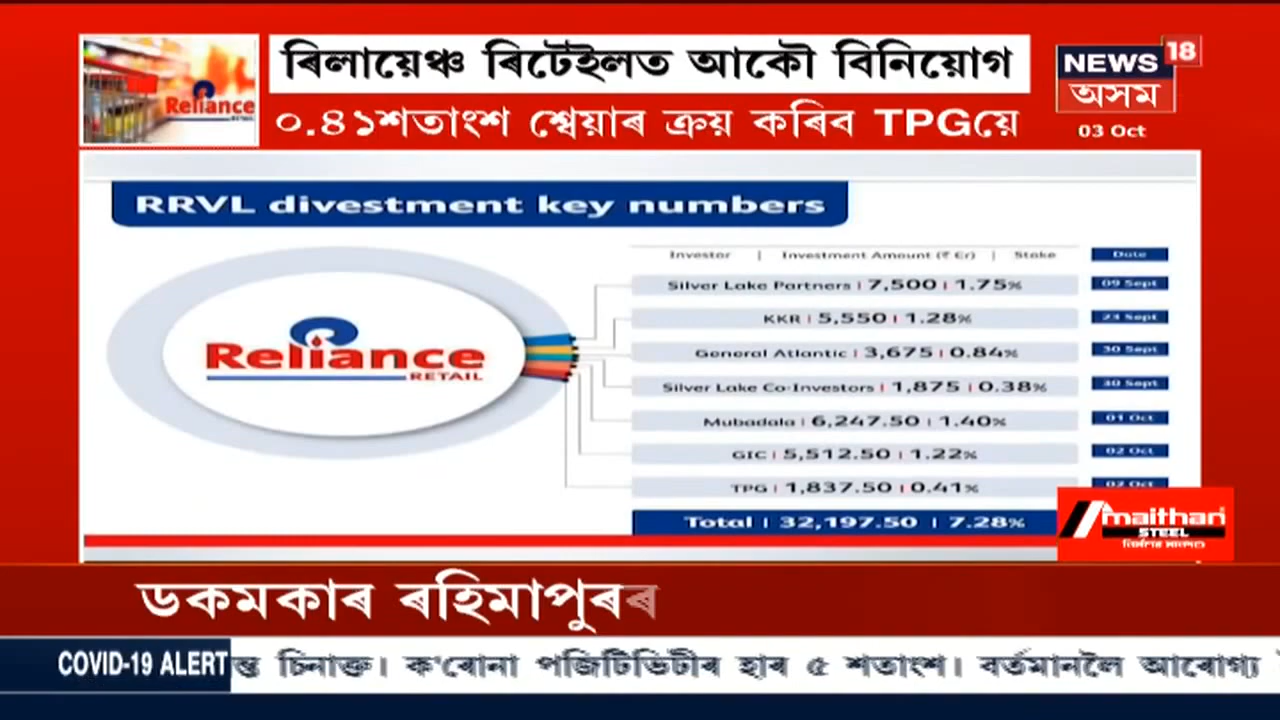 ৰিলায়েঞ্চ ৰিটেইলত আকৌ বিনিয়োগ
০.৪১শতাংশ শ্বেয়াৰ ক্ৰয় কৰিব TPGয়ে
Reliance
RETAIL
NEWS 18
অসম
03 Oct
RRVL divestment key numbers
Reliance
RETAIL
Investor | Investment Amount (₹ Cr) | Stake Date
Silver Lake Partners | 7,500 | 1.75% 09 Sept
KKR | 5,550 | 1.28% 23 Sept
General Atlantic | 3,675 | 0.84% 30 Sept
Silver Lake Co-Investors | 1,875 | 0.38% 30 Sept
Mubadala | 6,247.50 | 1.40% 01 Oct
GIC | 5,512.50 | 1.22% 02 Oct
TPG | 1,837.50 | 0.41% 02 Oct
Total | 32,197.50 | 7.28%
maithan
STEEL
ডকমকাৰ ৰহিমাপুৰৰ
COVID-19 ALERT ন্ত চিনাক্ত। ক'ৰোনা পজিটিভিটীৰ হাৰ ৫ শতাংশ। বৰ্তমানলৈ আৰোগ্য